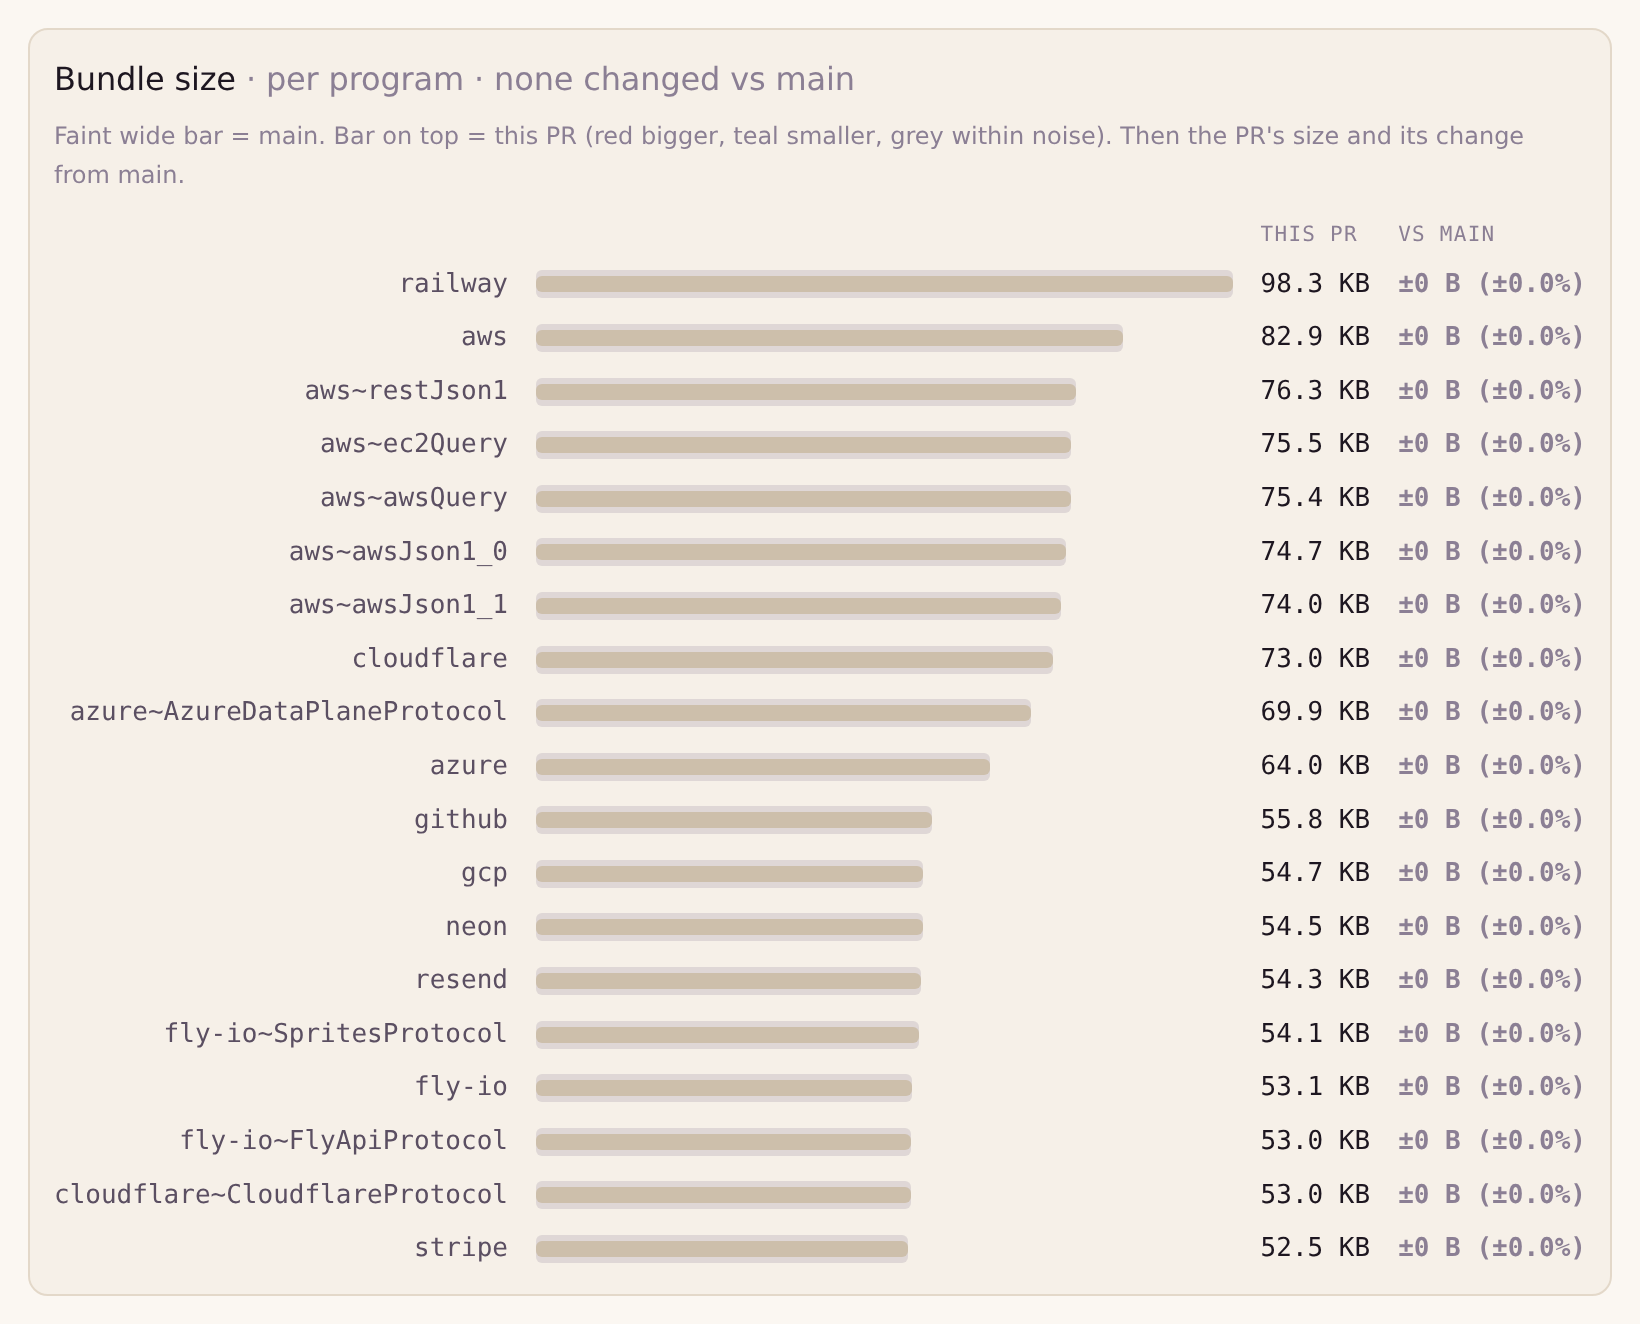 Bundle size · per program · none changed vs main
Faint wide bar = main. Bar on top = this PR (red bigger, teal smaller, grey within noise). Then the PR's size and its change
from main.
THIS PR VS MAIN
railway 98.3 KB ±0 B (±0.0%)
aws 82.9 KB ±0 B (±0.0%)
aws~restJson1 76.3 KB ±0 B (±0.0%)
aws~ec2Query 75.5 KB ±0 B (±0.0%)
aws~awsQuery 75.4 KB ±0 B (±0.0%)
aws~awsJson1_0 74.7 KB ±0 B (±0.0%)
aws~awsJson1_1 74.0 KB ±0 B (±0.0%)
cloudflare 73.0 KB ±0 B (±0.0%)
azure~AzureDataPlaneProtocol 69.9 KB ±0 B (±0.0%)
azure 64.0 KB ±0 B (±0.0%)
github 55.8 KB ±0 B (±0.0%)
gcp 54.7 KB ±0 B (±0.0%)
neon 54.5 KB ±0 B (±0.0%)
resend 54.3 KB ±0 B (±0.0%)
fly-io~SpritesProtocol 54.1 KB ±0 B (±0.0%)
fly-io 53.1 KB ±0 B (±0.0%)
fly-io~FlyApiProtocol 53.0 KB ±0 B (±0.0%)
cloudflare~CloudflareProtocol 53.0 KB ±0 B (±0.0%)
stripe 52.5 KB ±0 B (±0.0%)